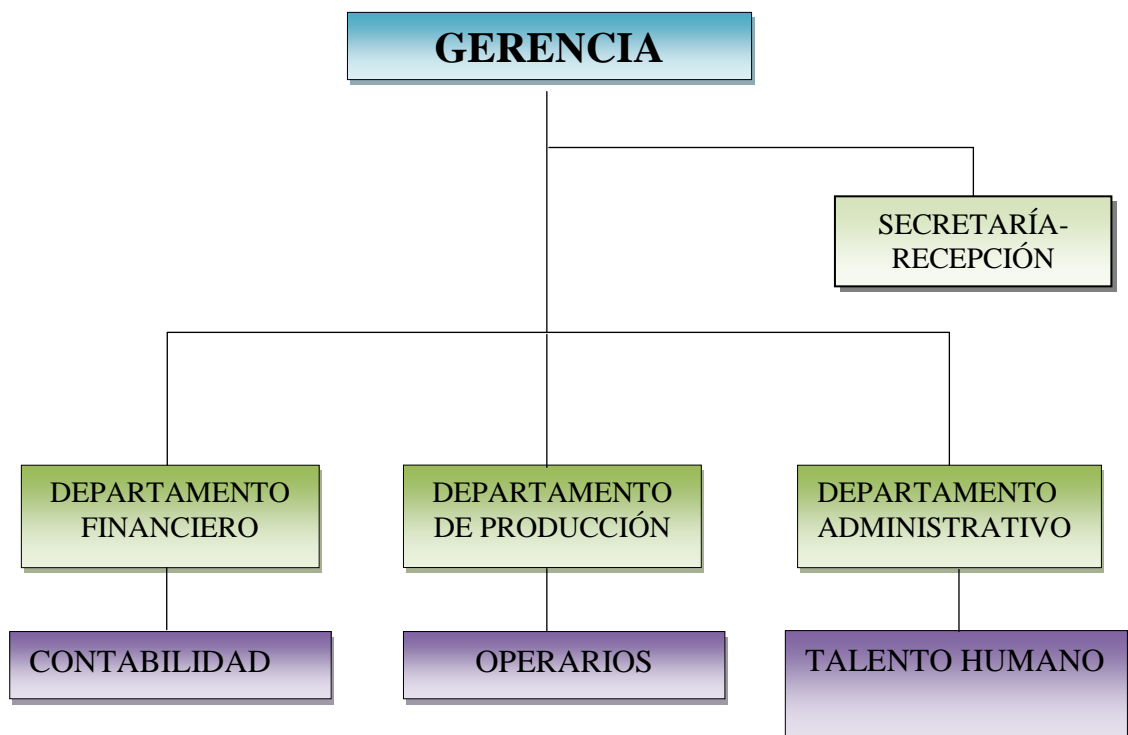 GERENCIA
SECRETARÍA-
RECEPCIÓN
DEPARTAMENTO
FINANCIERO
DEPARTAMENTO
DE PRODUCCIÓN
DEPARTAMENTO
ADMINISTRATIVO
CONTABILIDAD
OPERARIOS
TALENTO HUMANO